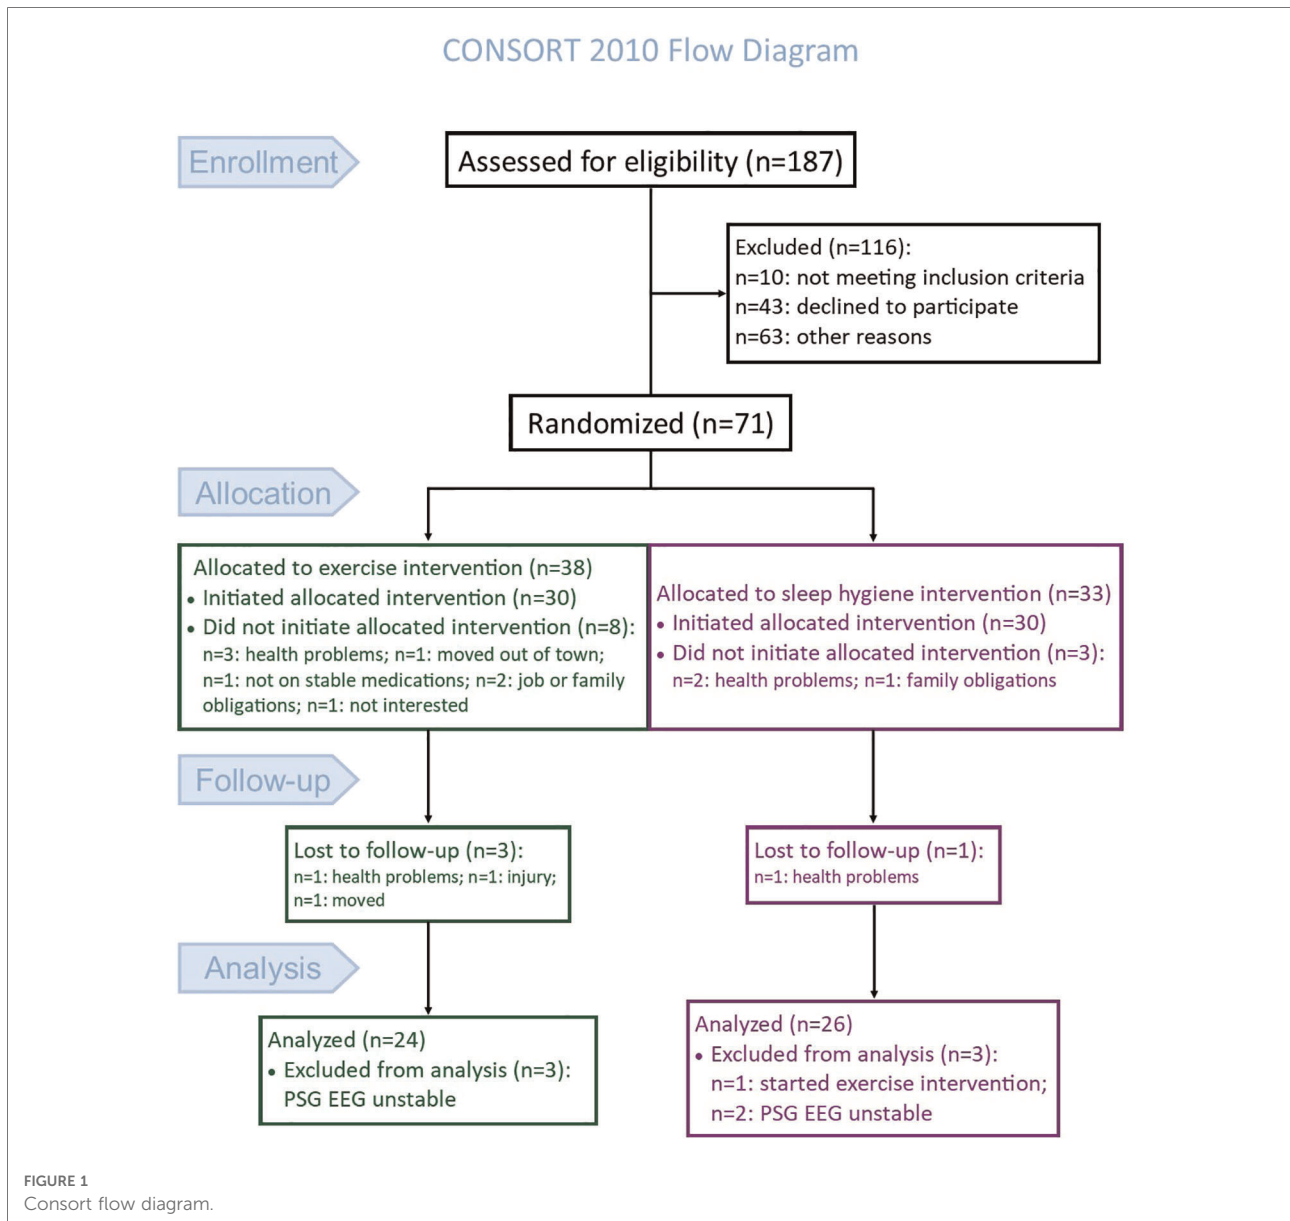 CONSORT 2010 Flow Diagram
Enrollment
Assessed for eligibility (n=187)
Excluded (n=116):
n=10: not meeting inclusion criteria
n=43: declined to participate
n=63: other reasons
Randomized (n=71)
Allocation
Allocated to exercise intervention (n=38)
• Initiated allocated intervention (n=30)
• Did not initiate allocated intervention (n=8):
n=3: health problems; n=1: moved out of town;
n=1: not on stable medications; n=2: job or family
obligations; n=1: not interested
Allocated to sleep hygiene intervention (n=33)
• Initiated allocated intervention (n=30)
• Did not initiate allocated intervention (n=3):
n=2: health problems; n=1: family obligations
Follow-up
Lost to follow-up (n=3):
n=1: health problems; n=1: injury;
n=1: moved
Lost to follow-up (n=1):
n=1: health problems
Analysis
Analyzed (n=24)
• Excluded from analysis (n=3):
PSG EEG unstable
Analyzed (n=26)
• Excluded from analysis (n=3):
n=1: started exercise intervention;
n=2: PSG EEG unstable
FIGURE 1
Consort flow diagram.